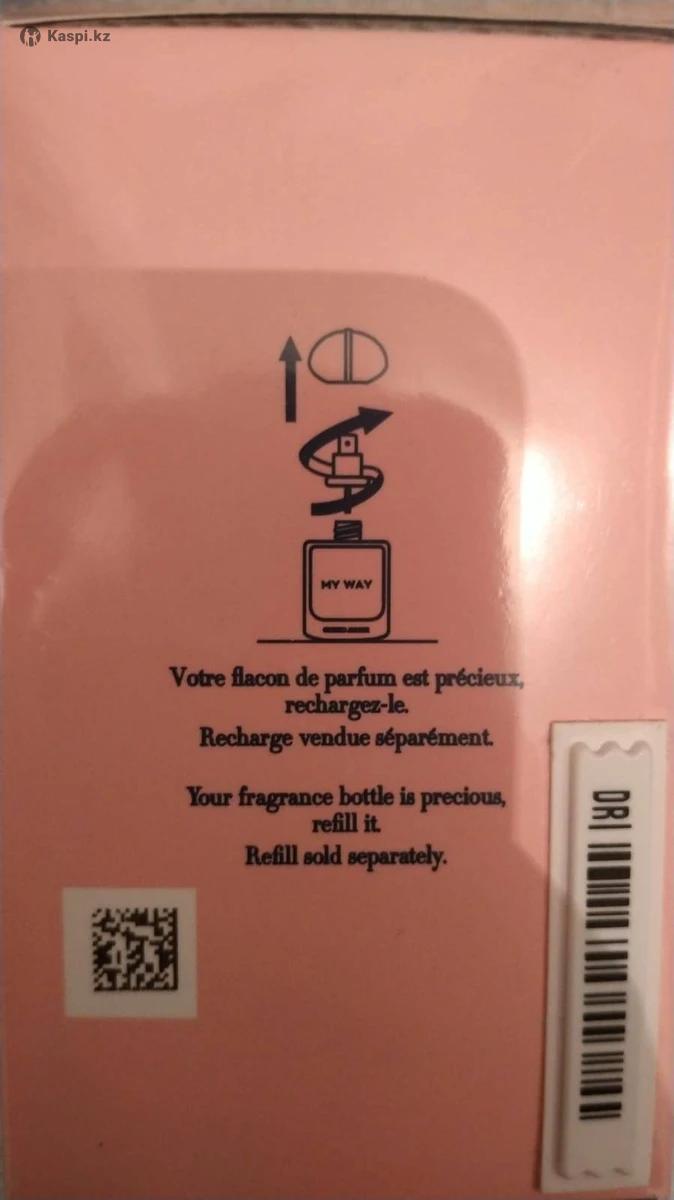 Kaspi.kz
MY WAY
Votre flacon de parfum est précieux,
rechargez-le.
Recharge vendue séparément.
Your fragrance bottle is precious,
refill it.
Refill sold separately.
DRI